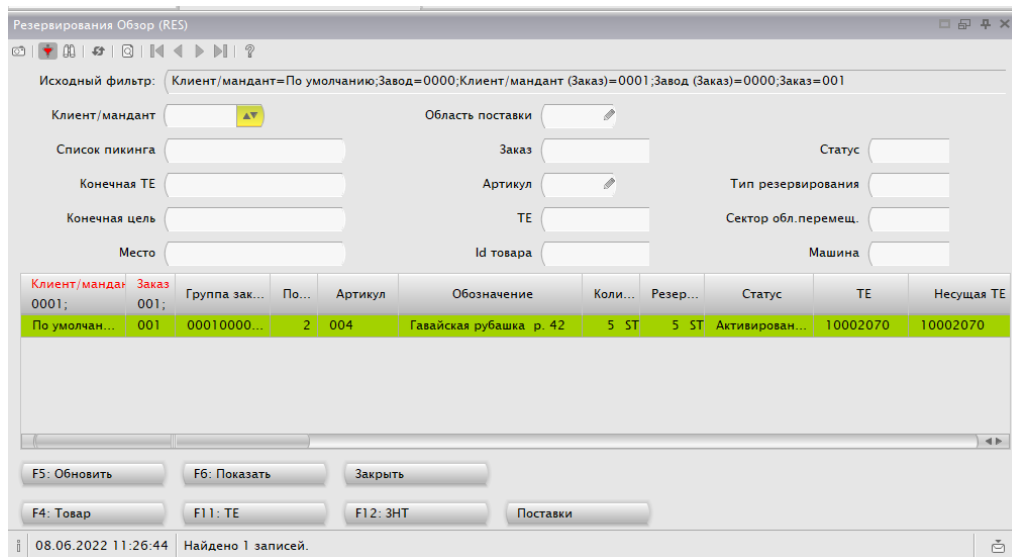 Резервирования Обзор (RES)
Исходный фильтр: Клиент/мандант=По умолчанию;Завод=0000;Клиент/мандант (Заказ)=0001;Завод (Заказ)=0000;Заказ=001
Клиент/мандант Область поставки
Список пикинга Заказ Статус
Конечная ТЕ Артикул Тип резервирования
Конечная цель ТЕ Сектор обл.перемещ.
Место Id товара Машина
Клиент/мандан Заказ Группа зак... По... Артикул Обозначение Коли... Резер... Статус ТЕ Несущая ТЕ
0001; 001;
По умолчан... 001 00010000... 2 004 Гавайская рубашка р. 42 5 ST 5 ST Активирован... 10002070 10002070
F5: Обновить F6: Показать Закрыть
F4: Товар F11: ТЕ F12: ЗНТ Поставки
08.06.2022 11:26:44 Найдено 1 записей.